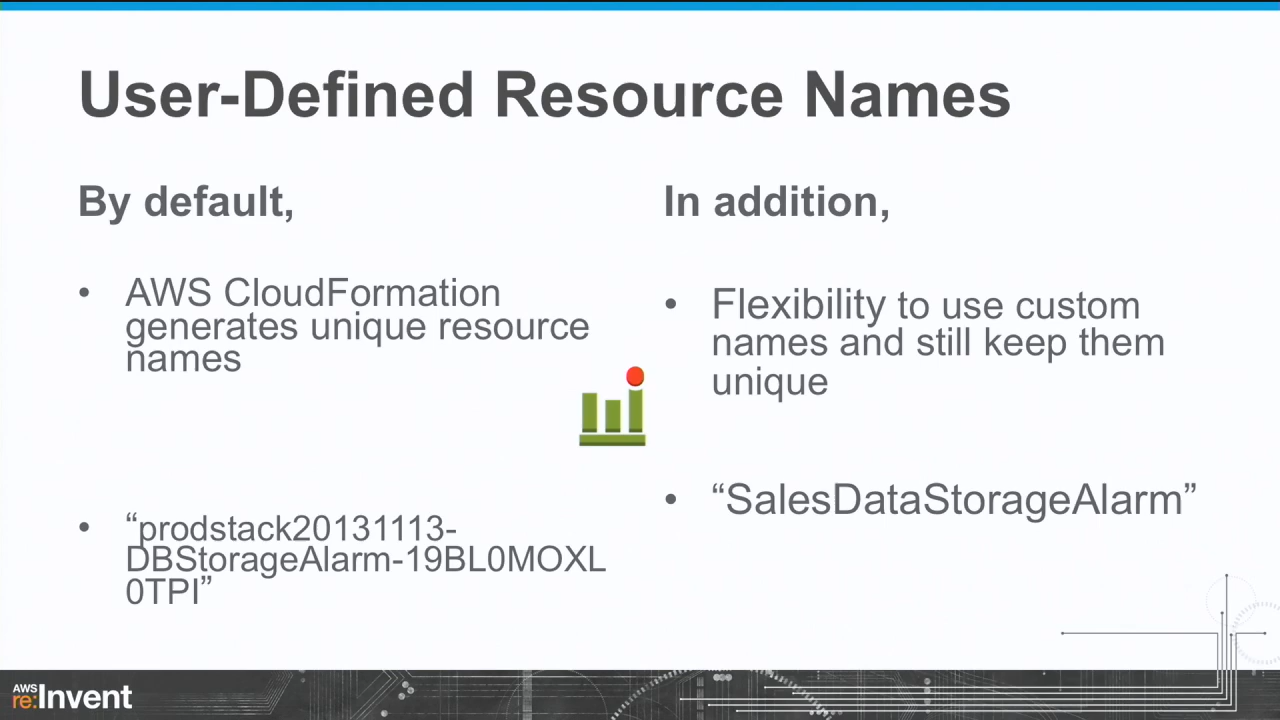 User-Defined Resource Names
By default,
• AWS CloudFormation
generates unique resource
names
• “prodstack20131113-
DBStorageAlarm-19BL0MOXL
0TPI”
In addition,
• Flexibility to use custom
names and still keep them
unique
• “SalesDataStorageAlarm”
AWS
re:Invent